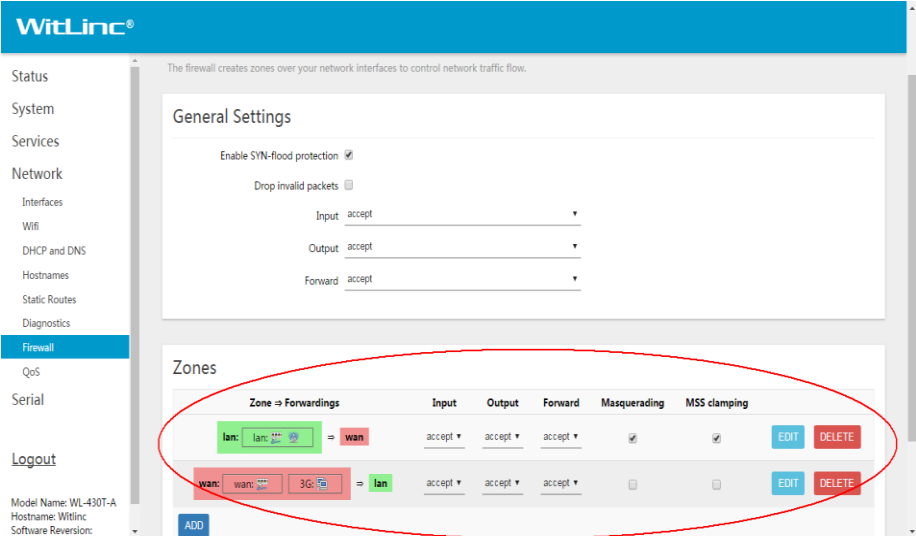 WitLinc®
Status
System
Services
Network
Interfaces
Wifi
DHCP and DNS
Hostnames
Static Routes
Diagnostics
Firewall
QoS
Serial
Logout
Model Name: WL-430T-A
Hostname: Witlinc
Software Reversion:
The firewall creates zones over your network interfaces to control network traffic flow.
General Settings
Enable SYN-flood protection
Drop invalid packets
Input accept
Output accept
Forward accept
Zones
Zone ⇒ Forwardings Input Output Forward Masquerading MSS clamping
lan: lan: ⇒ wan accept accept accept EDIT DELETE
wan: wan: 3G: ⇒ lan accept accept accept EDIT DELETE
ADD